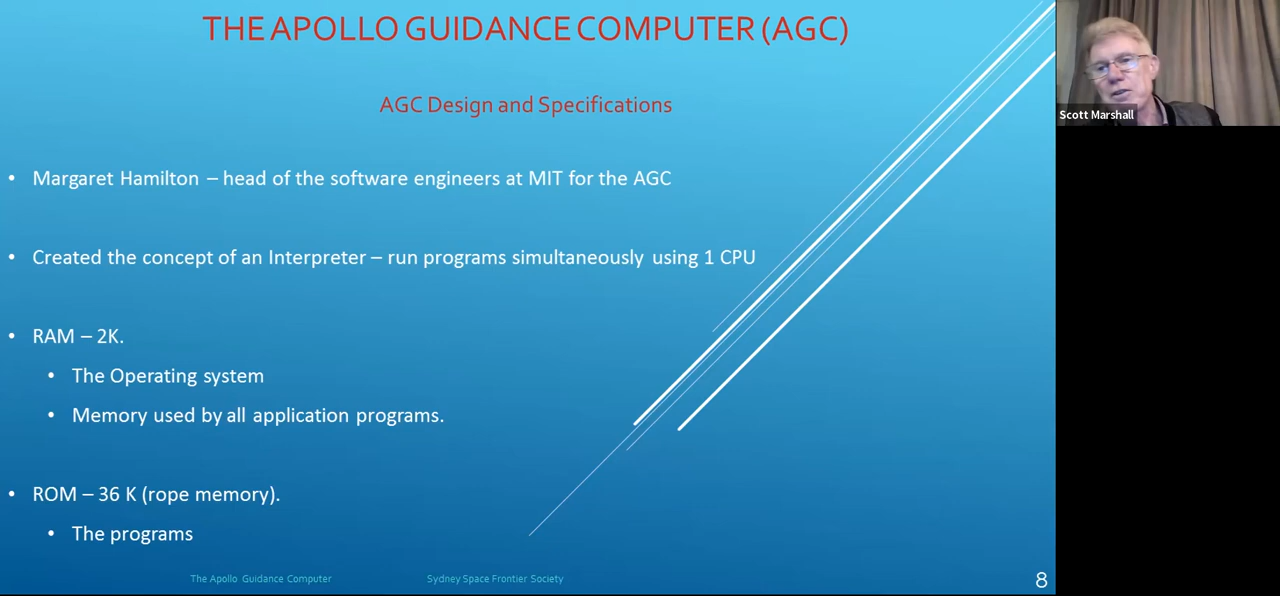 THE APOLLO GUIDANCE COMPUTER (AGC)
AGC Design and Specifications
• Margaret Hamilton – head of the software engineers at MIT for the AGC
• Created the concept of an Interpreter – run programs simultaneously using 1 CPU
• RAM – 2K.
• The Operating system
• Memory used by all application programs.
• ROM – 36 K (rope memory).
• The programs
The Apollo Guidance Computer
Sydney Space Frontier Society
8
Scott Marshall